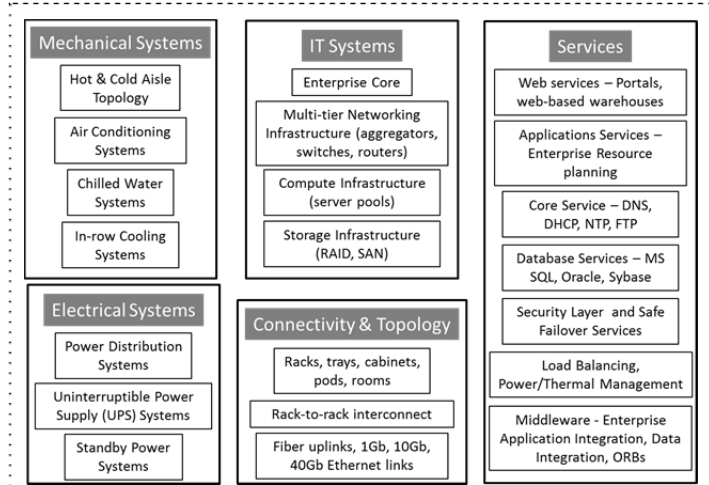 Mechanical Systems
Hot & Cold Aisle
Topology
Air Conditioning
Systems
Chilled Water
Systems
In-row Cooling
Systems
Electrical Systems
Power Distribution
Systems
Uninterruptible Power
Supply (UPS) Systems
Standby Power
Systems
IT Systems
Enterprise Core
Multi-tier Networking
Infrastructure (aggregators,
switches, routers)
Compute Infrastructure
(server pools)
Storage Infrastructure
(RAID, SAN)
Connectivity & Topology
Racks, trays, cabinets,
pods, rooms
Rack-to-rack interconnect
Fiber uplinks, 1Gb, 10Gb,
40Gb Ethernet links
Services
Web services – Portals,
web-based warehouses
Applications Services –
Enterprise Resource
planning
Core Service – DNS,
DHCP, NTP, FTP
Database Services – MS
SQL, Oracle, Sybase
Security Layer and Safe
Failover Services
Load Balancing,
Power/Thermal Management
Middleware - Enterprise
Application Integration, Data
Integration, ORBs